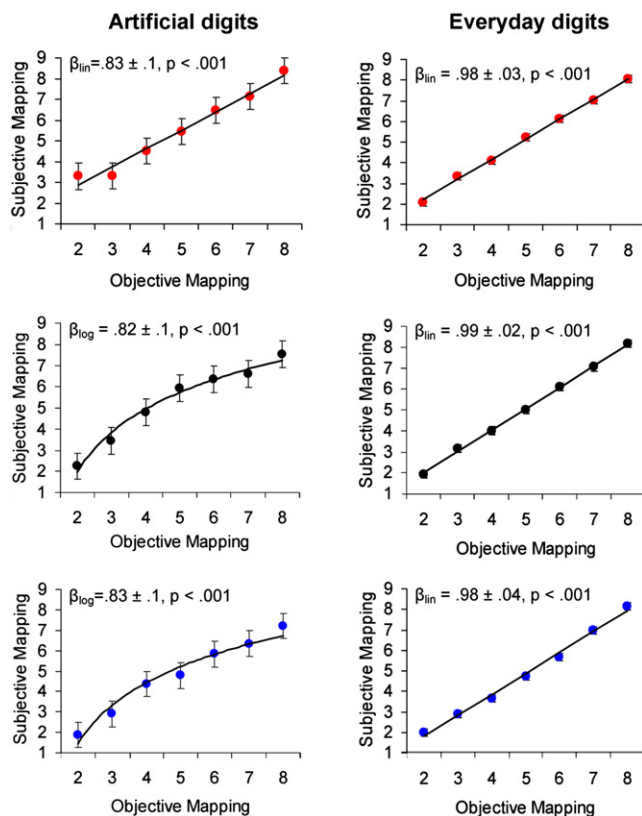 Artificial digits
Everyday digits
9
8
7
6
5
4
3
2
1
Subjective Mapping
βlin=.83 ± .1, p < .001
2 3 4 5 6 7 8
Objective Mapping
9
8
7
6
5
4
3
2
1
Subjective Mapping
βlin = .98 ± .03, p < .001
2 3 4 5 6 7 8
Objective Mapping
9
8
7
6
5
4
3
2
1
Subjective Mapping
βlog = .82 ± .1, p < .001
2 3 4 5 6 7 8
Objective Mapping
9
8
7
6
5
4
3
2
1
Subjective Mapping
βlin = .99 ± .02, p < .001
2 3 4 5 6 7 8
Objective Mapping
9
8
7
6
5
4
3
2
1
Subjective Mapping
βlog=.83 ± .1, p < .001
2 3 4 5 6 7 8
Objective Mapping
9
8
7
6
5
4
3
2
1
Subjective Mapping
βlin = .98 ± .04, p < .001
2 3 4 5 6 7 8
Objective Mapping